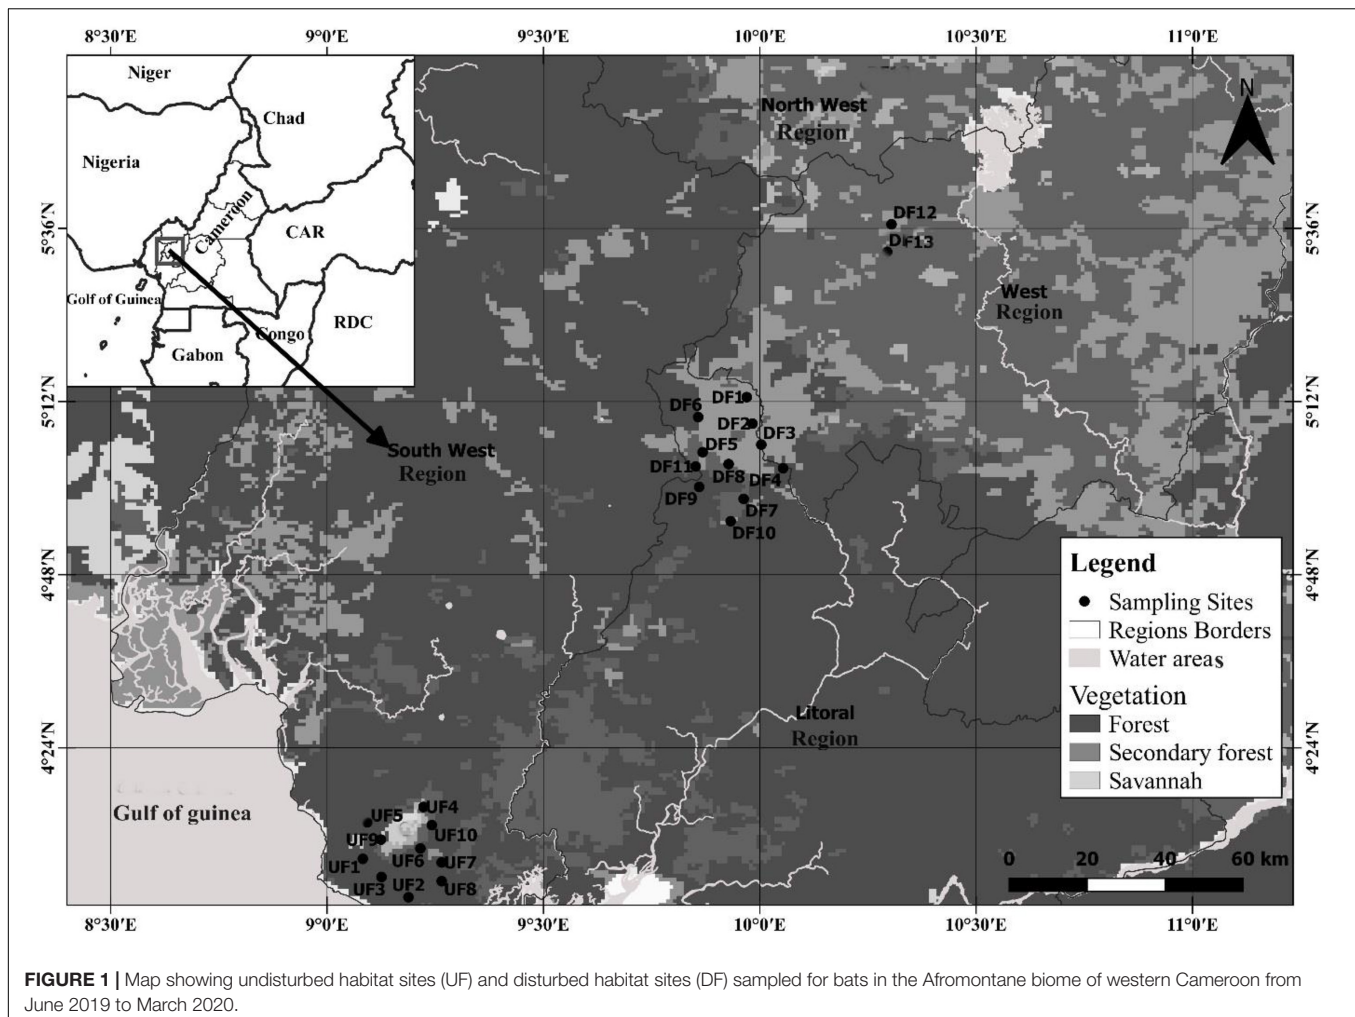 8°30′E 9°0′E 9°30′E 10°0′E 10°30′E 11°0′E
Niger
Chad
Nigeria
Cameroon
CAR
Golf of Guinea
Congo
RDC
Gabon
North West
Region
N
5°36′N
5°36′N
DF12
DF13
West
Region
5°12′N
5°12′N
DF1
DF6
DF2
DF3
DF5
DF11
DF8
DF4
DF9
DF7
DF10
South West
Region
4°48′N
4°48′N
Legend
Sampling Sites
Regions Borders
Water areas
Vegetation
Forest
Secondary forest
Savannah
Litoral
Region
4°24′N
4°24′N
Gulf of guinea
UF4
UF5
UF10
UF9
UF6
UF7
UF1
UF3
UF2
UF8
0 20 40 60 km
8°30′E 9°0′E 9°30′E 10°0′E 10°30′E 11°0′E
FIGURE 1 | Map showing undisturbed habitat sites (UF) and disturbed habitat sites (DF) sampled for bats in the Afromontane biome of western Cameroon from
June 2019 to March 2020.